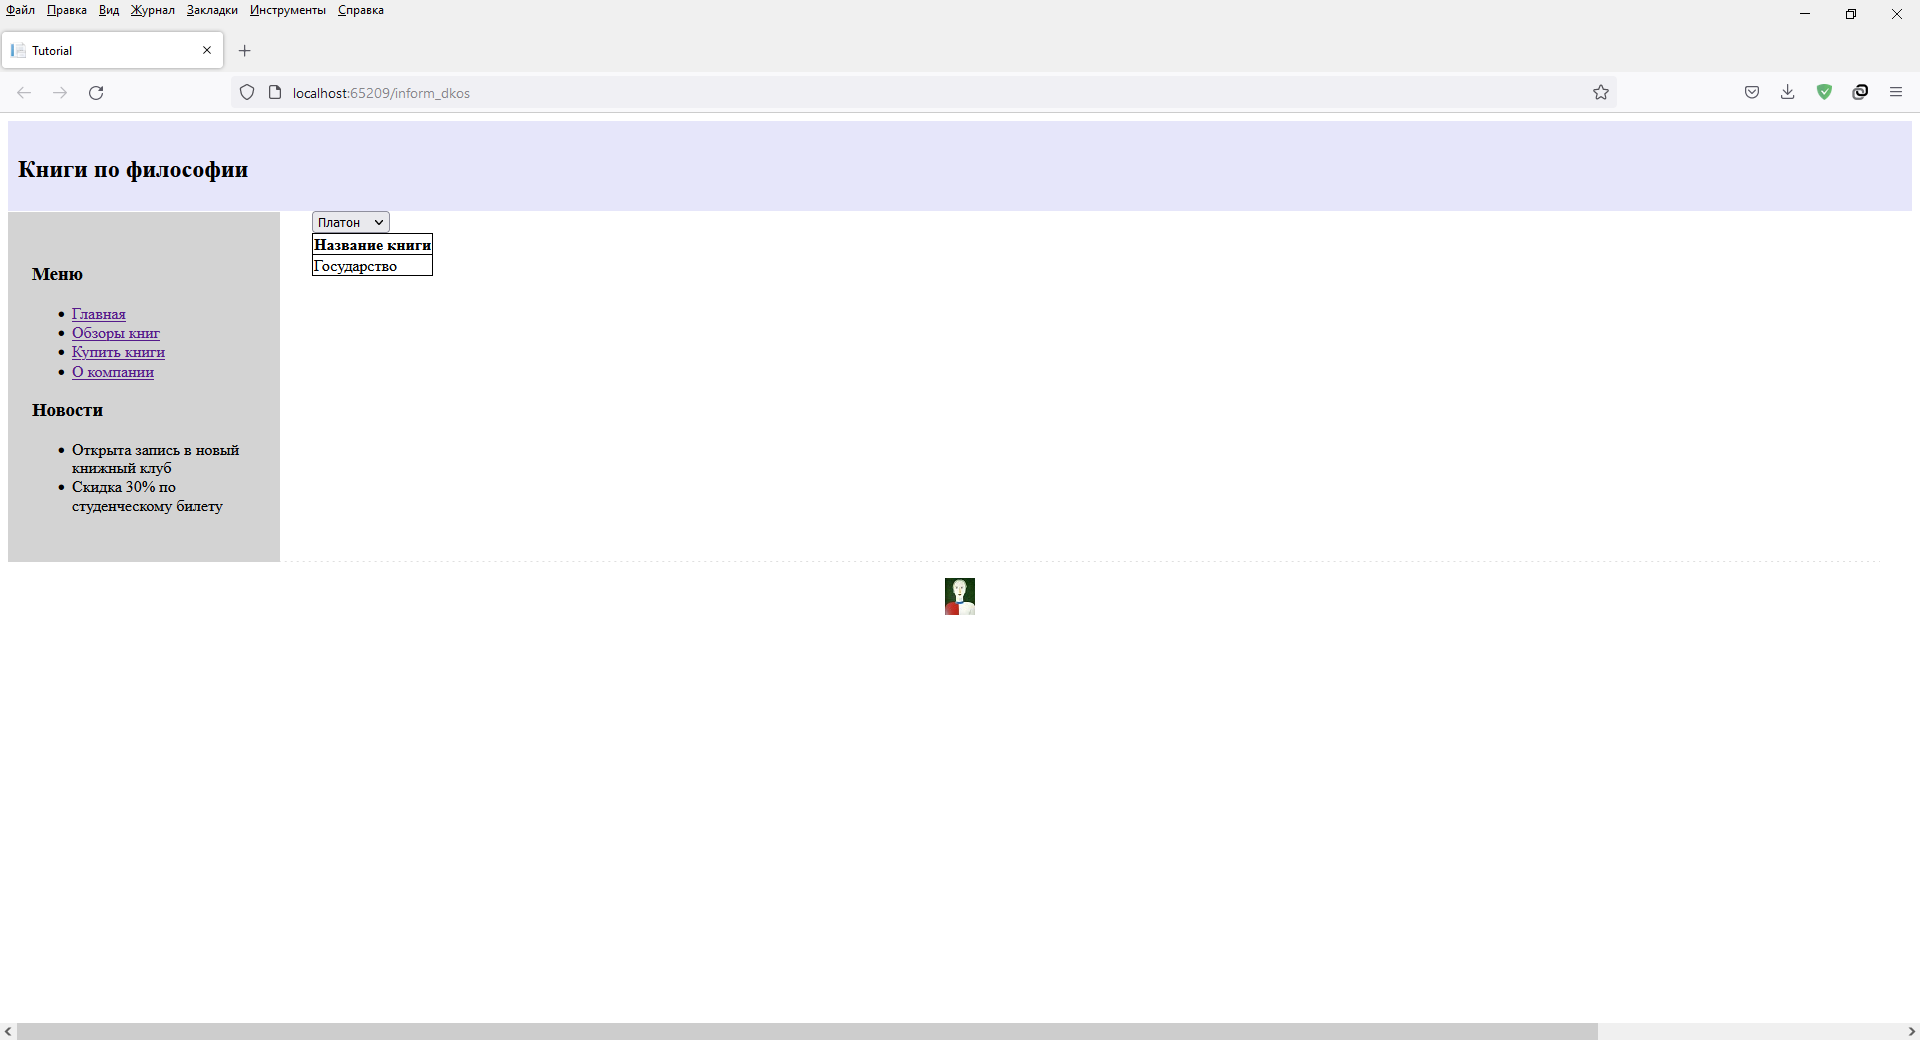 Файл Правка Вид Журнал Закладки Инструменты Справка
Tutorial
localhost:65209/inform_dkos
Книги по философии
Платон
Название книги
Государство
Меню
Главная
Обзоры книг
Купить книги
О компании
Новости
Открыта запись в новый
книжный клуб
Скидка 30% по
студенческому билету